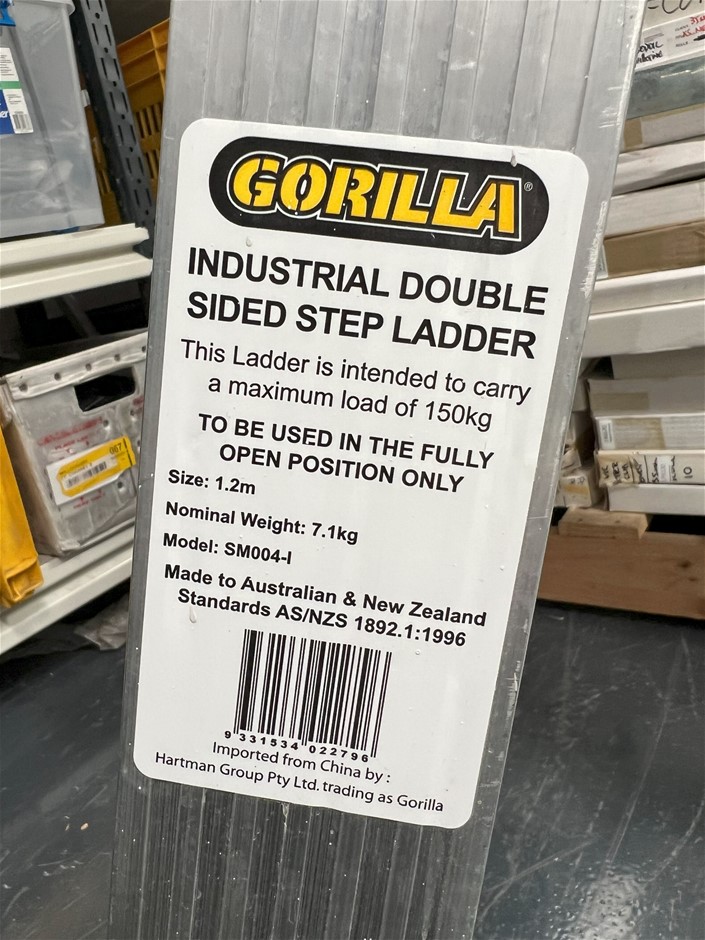 GORILLA®
INDUSTRIAL DOUBLE
SIDED STEP LADDER
This Ladder is intended to carry
a maximum load of 150kg
TO BE USED IN THE FULLY
OPEN POSITION ONLY
Size: 1.2m
Nominal Weight: 7.1kg
Model: SM004-I
Made to Australian & New Zealand
Standards AS/NZS 1892.1:1996
9 331534 022796
Imported from China by :
Hartman Group Pty Ltd. trading as Gorilla
067
10